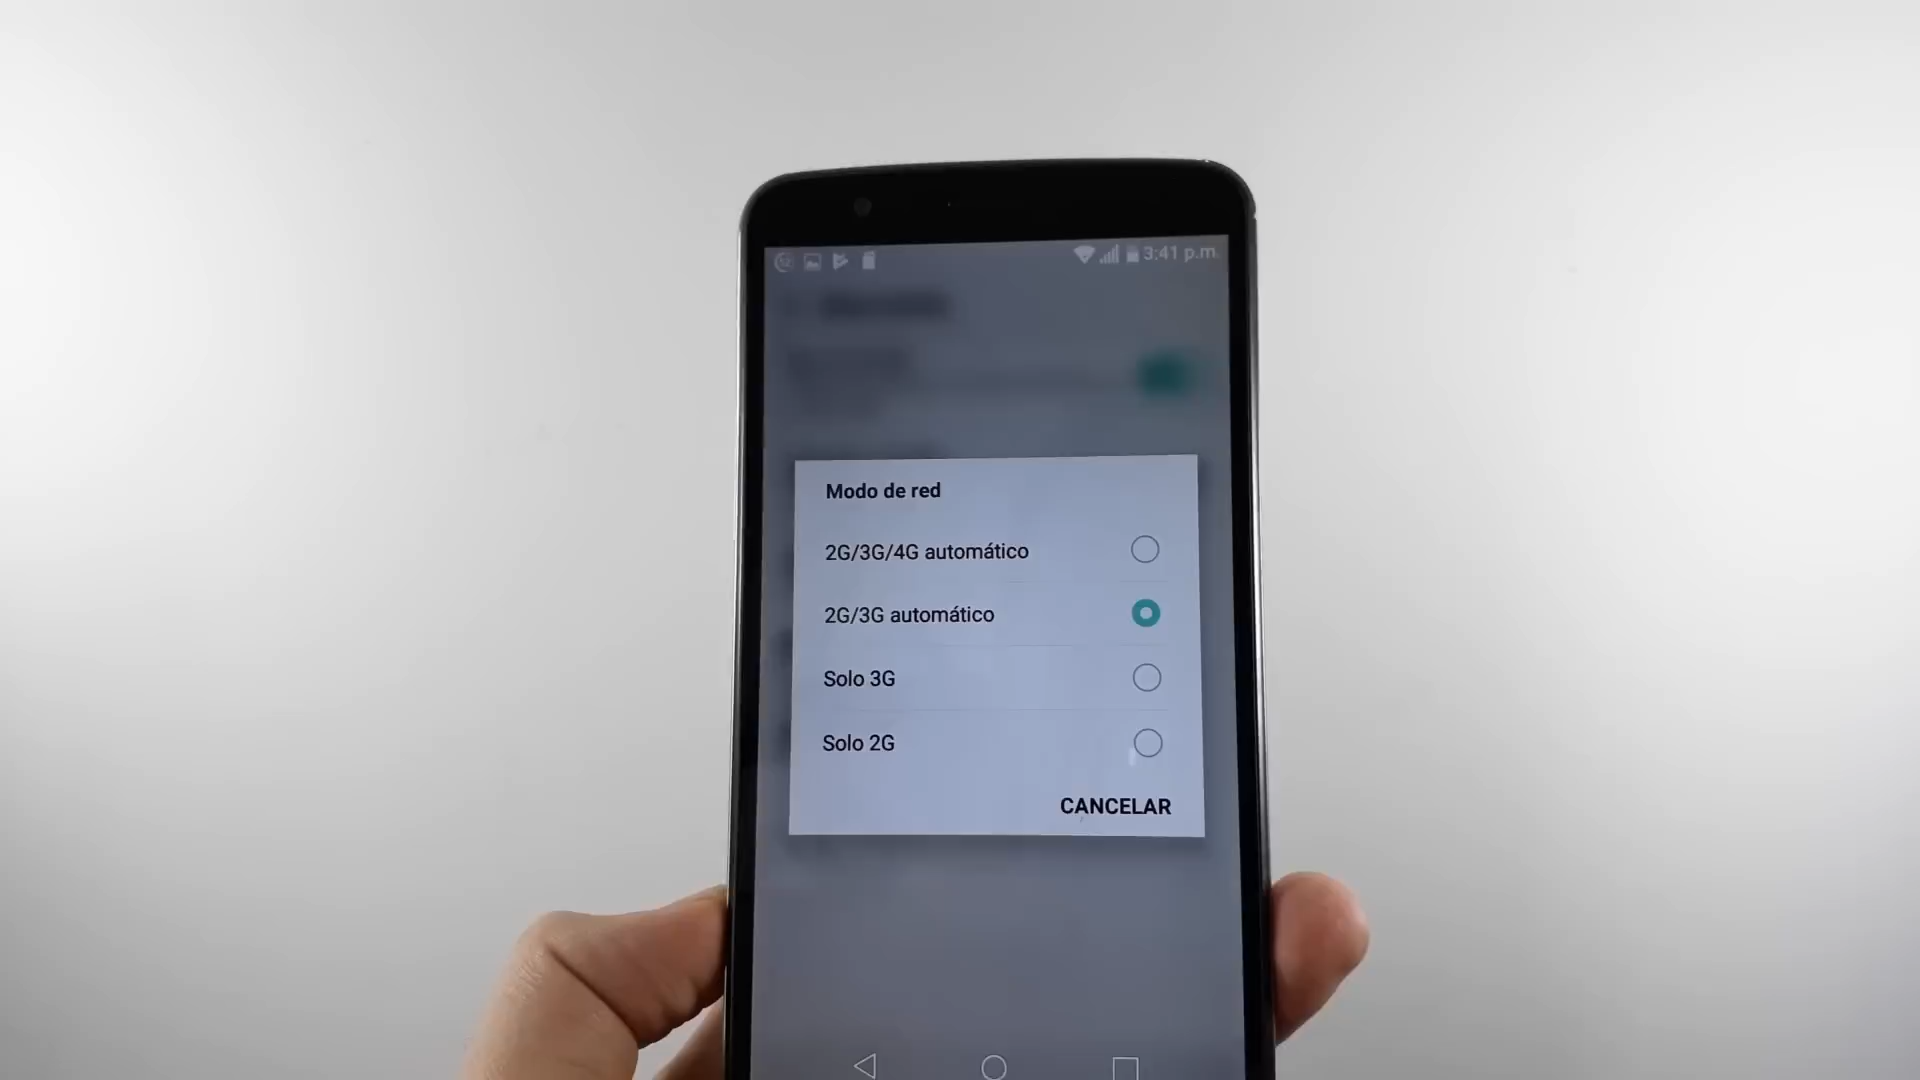 3:41 p.m.
Modo de red
2G/3G/4G automático
2G/3G automático
Solo 3G
Solo 2G
CANCELAR